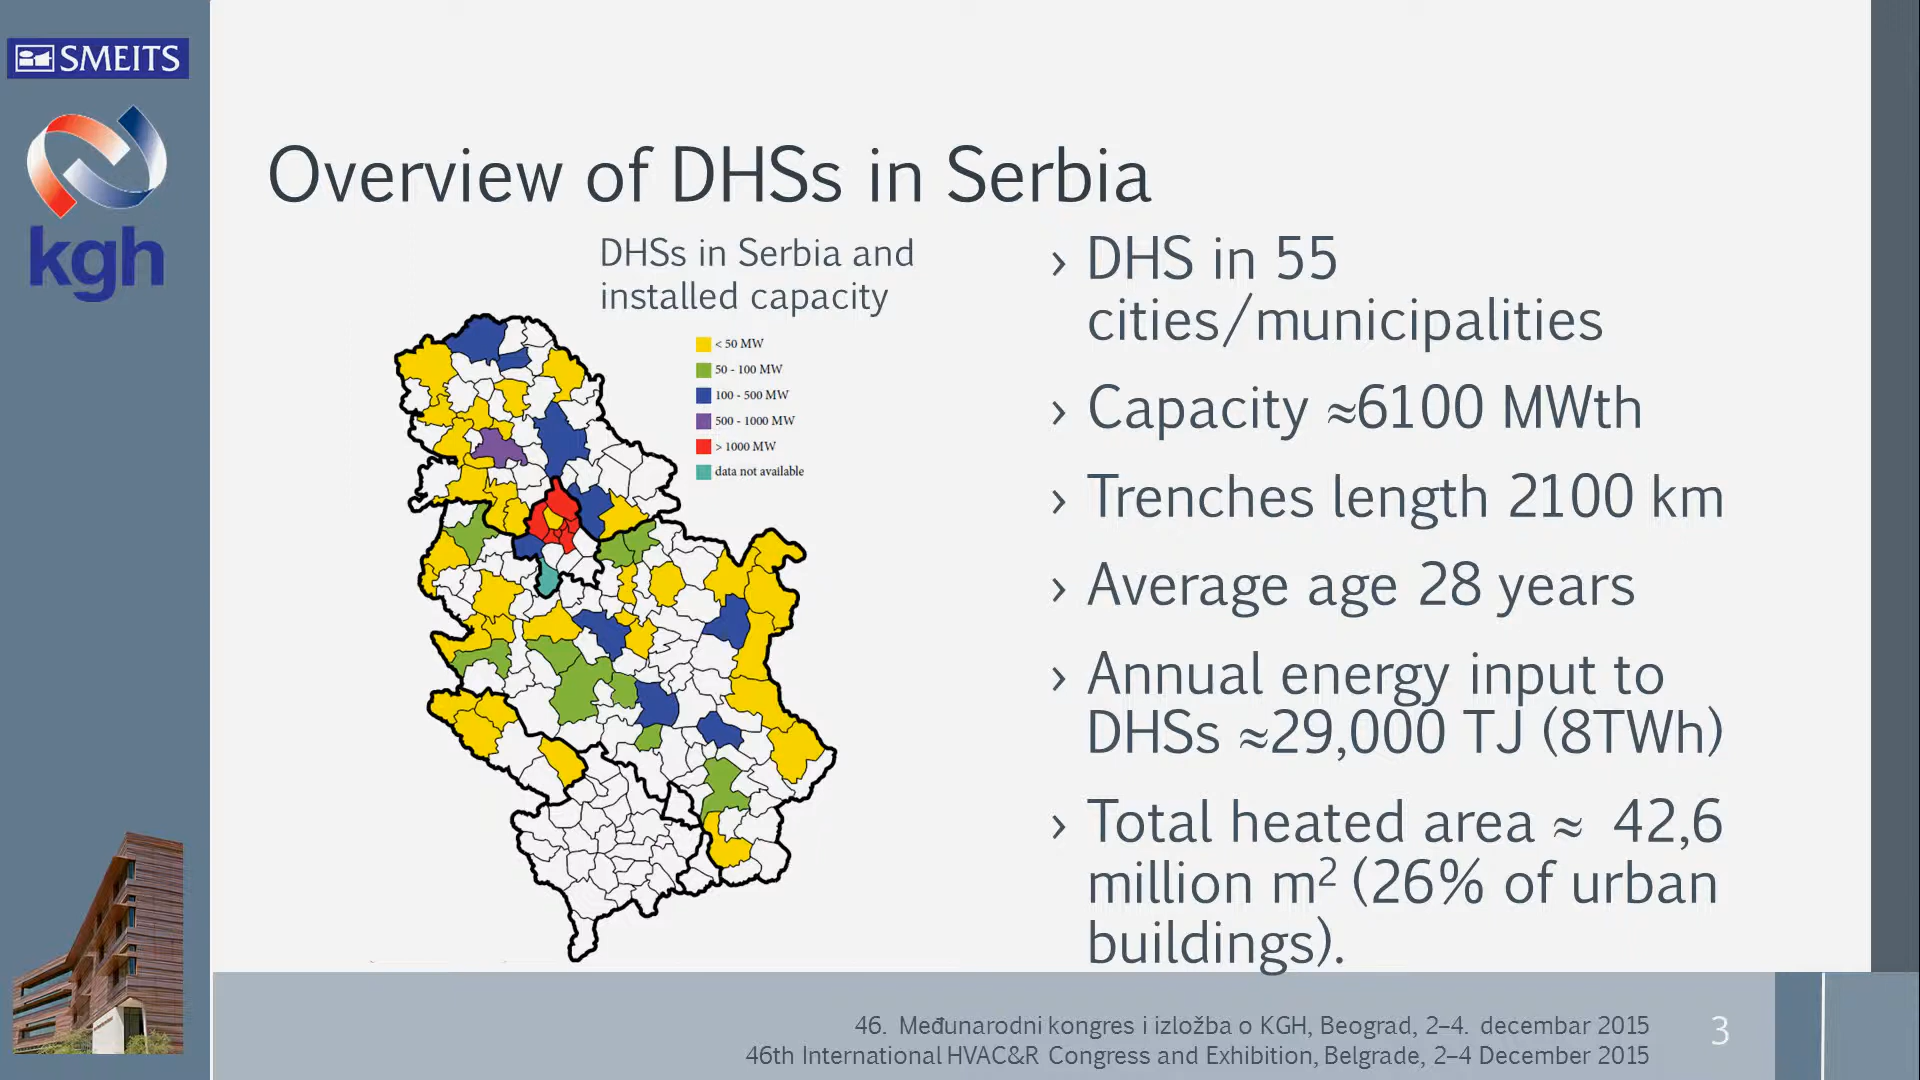 SMEITS
kgh
Overview of DHSs in Serbia
DHSs in Serbia and
installed capacity
< 50 MW
50 - 100 MW
100 - 500 MW
500 - 1000 MW
> 1000 MW
data not available
› DHS in 55
cities/municipalities
› Capacity ≈6100 MWth
› Trenches length 2100 km
› Average age 28 years
› Annual energy input to
DHSs ≈29,000 TJ (8TWh)
› Total heated area ≈ 42,6
million m² (26% of urban
buildings).
46. Međunarodni kongres i izložba o KGH, Beograd, 2–4. decembar 2015
46th International HVAC&R Congress and Exhibition, Belgrade, 2–4 December 2015
3